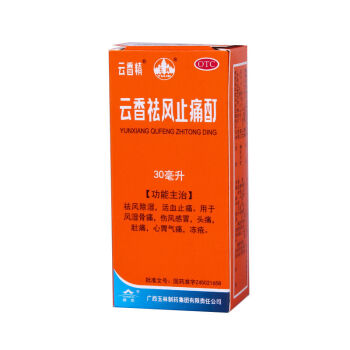 云香精
OTC
云香祛风止痛酊
YUNXIANG QUFENG ZHITONG DING
30毫升
【功能主治】
祛风除湿,活血止痛。用于
风湿骨痛,伤风感冒,头痛,
肚痛,心胃气痛,冻疮。
批准文号:国药准字Z45021658
广西玉林制药集团有限责任公司